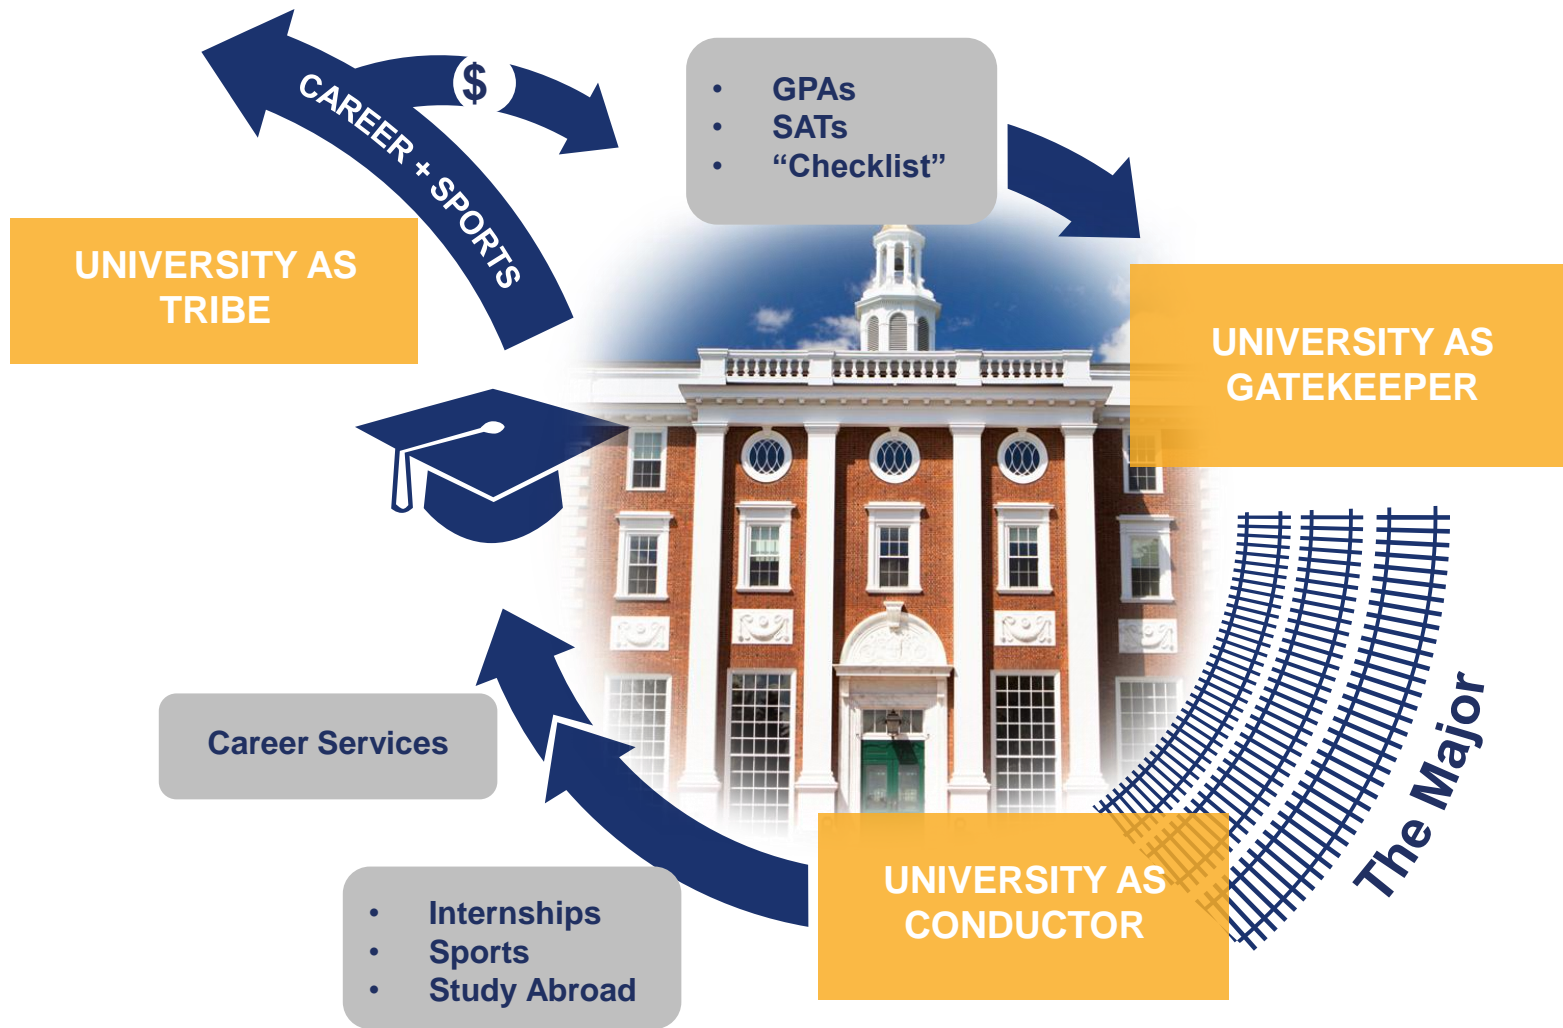 $
CAREER + SPORTS
• GPAs
• SATs
• “Checklist”
UNIVERSITY AS
TRIBE
UNIVERSITY AS
GATEKEEPER
The Major
Career Services
UNIVERSITY AS
CONDUCTOR
• Internships
• Sports
• Study Abroad